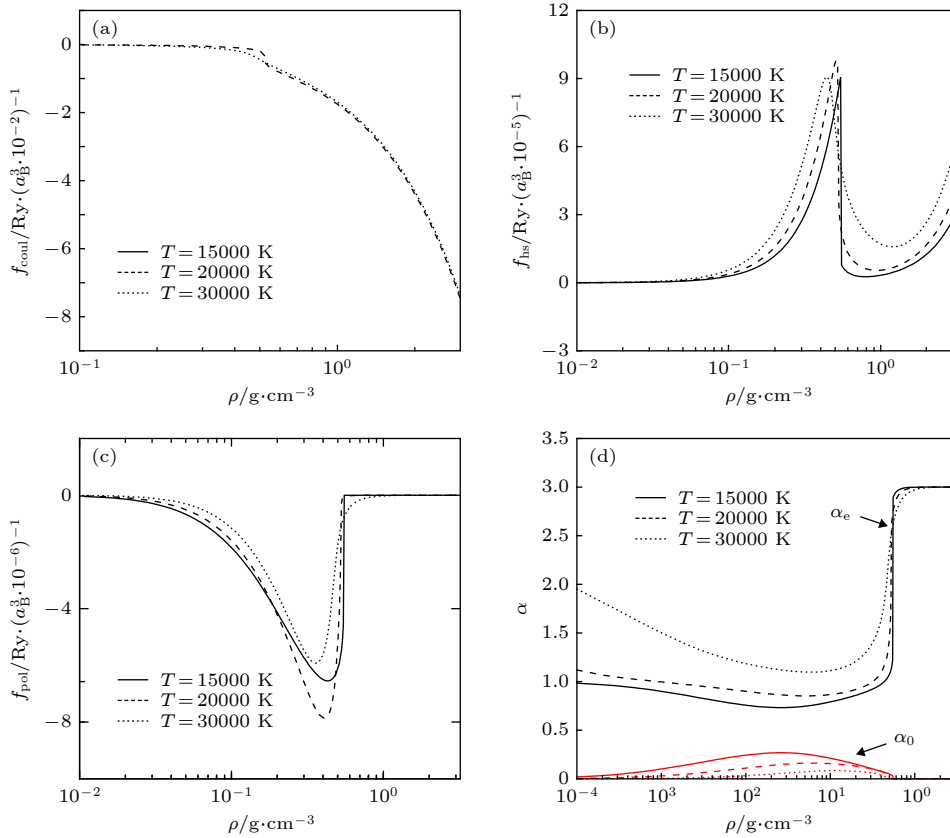 (a)
0
−2
−4
−6
−8
f_coul/Ry·(a_B^3·10^−2)^−1
T = 15000 K
T = 20000 K
T = 30000 K
10^−1
10^0
ρ/g·cm^−3
(b)
9
6
3
0
−3
f_hs/Ry·(a_B^3·10^−5)^−1
T = 15000 K
T = 20000 K
T = 30000 K
10^−2
10^−1
10^0
ρ/g·cm^−3
(c)
0
−4
−8
f_pol/Ry·(a_B^3·10^−6)^−1
T = 15000 K
T = 20000 K
T = 30000 K
10^−2
10^−1
10^0
ρ/g·cm^−3
(d)
3.5
3.0
2.5
2.0
1.5
1.0
0.5
0
α
T = 15000 K
T = 20000 K
T = 30000 K
α_e
α_0
10^−4
10^3
10^2
10^1
10^0
ρ/g·cm^−3